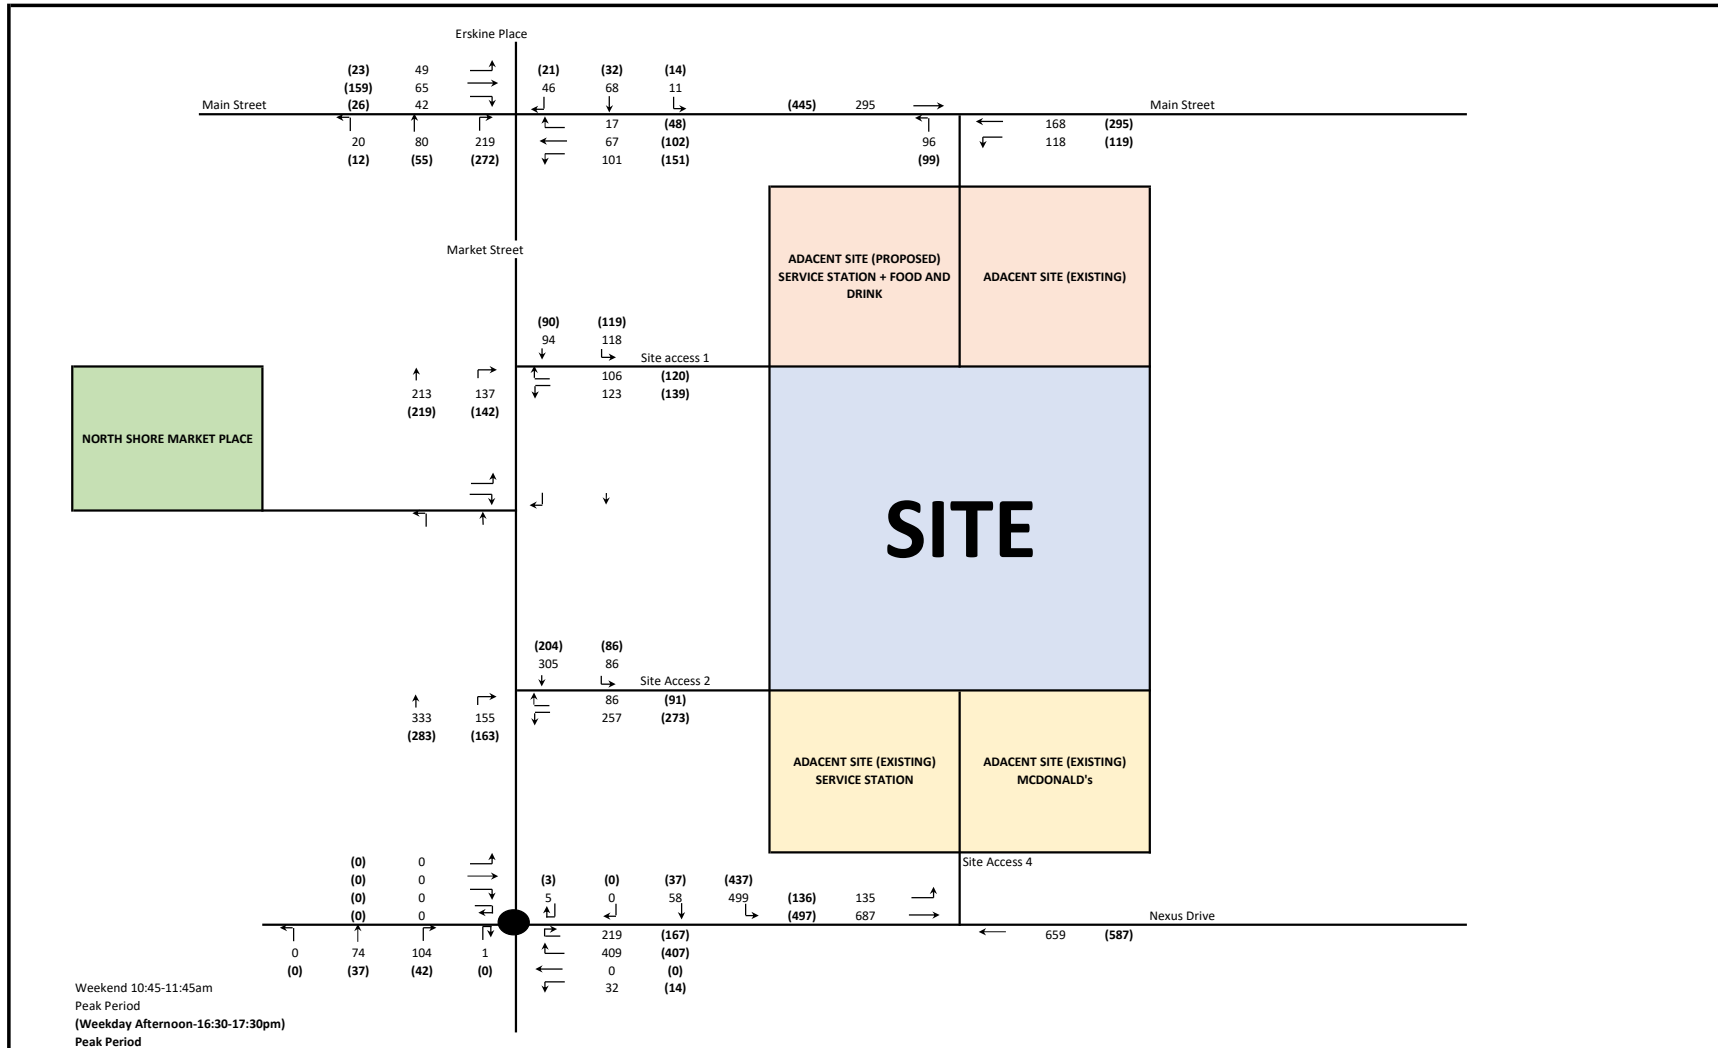 Erskine Place
(23) 49 (21) (32) (14)
(159) 65 46 68 11
Main Street (26) 42 (445) 295 Main Street
17 (48) 168 (295)
20 80 219 67 (102) 96 118 (119)
(12) (55) (272) 101 (151) (99)
Market Street
ADACENT SITE (PROPOSED)
SERVICE STATION + FOOD AND
DRINK
ADACENT SITE (EXISTING)
(90) (119)
94 118
Site access 1
106 (120)
213 137 123 (139)
(219) (142)
NORTH SHORE MARKET PLACE
SITE
(204) (86)
305 86
Site Access 2
86 (91)
333 155 257 (273)
(283) (163)
ADACENT SITE (EXISTING)
SERVICE STATION
ADACENT SITE (EXISTING)
MCDONALD's
(0) 0 Site Access 4
(0) 0 (3) (0) (37) (437)
(0) 0 5 0 58 499 (136) 135
(0) 0 (497) 687 Nexus Drive
219 (167) 659 (587)
0 74 104 1 409 (407)
(0) (37) (42) (0) 0 (0)
32 (14)
Weekend 10:45-11:45am
Peak Period
(Weekday Afternoon-16:30-17:30pm)
Peak Period